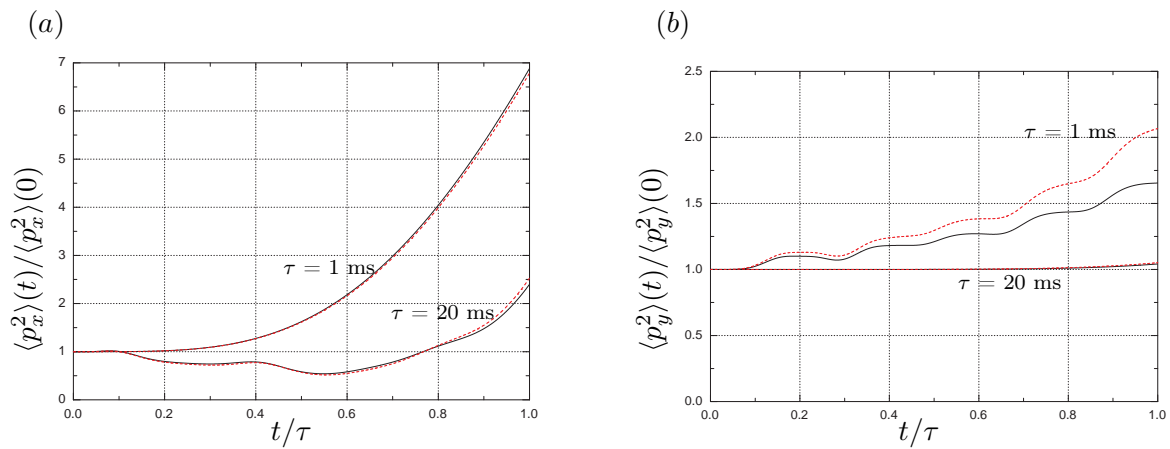 (a)
⟨p_x^2⟩(t)/⟨p_x^2⟩(0)
7
6
5
4
3
2
1
0
τ = 1 ms
τ = 20 ms
0.0 0.2 0.4 0.6 0.8 1.0
t/τ
(b)
⟨p_y^2⟩(t)/⟨p_y^2⟩(0)
2.5
2.0
1.5
1.0
0.5
0.0
τ = 1 ms
τ = 20 ms
0.0 0.2 0.4 0.6 0.8 1.0
t/τ